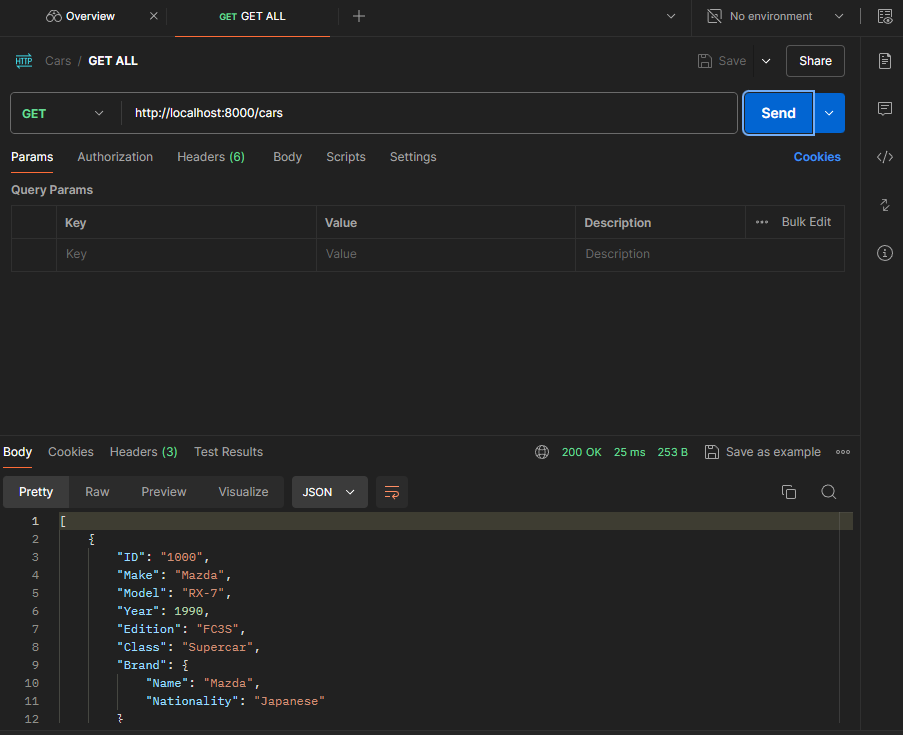 Overview GET GET ALL No environment
HTTP Cars / GET ALL Save Share
GET http://localhost:8000/cars Send
Params Authorization Headers (6) Body Scripts Settings Cookies
Query Params
Key Value Description Bulk Edit
Key Value Description
Body Cookies Headers (3) Test Results 200 OK 25 ms 253 B Save as example
Pretty Raw Preview Visualize JSON
1 [
2 {
3 "ID": "1000",
4 "Make": "Mazda",
5 "Model": "RX-7",
6 "Year": 1990,
7 "Edition": "FC3S",
8 "Class": "Supercar",
9 "Brand": {
10 "Name": "Mazda",
11 "Nationality": "Japanese"
12 }